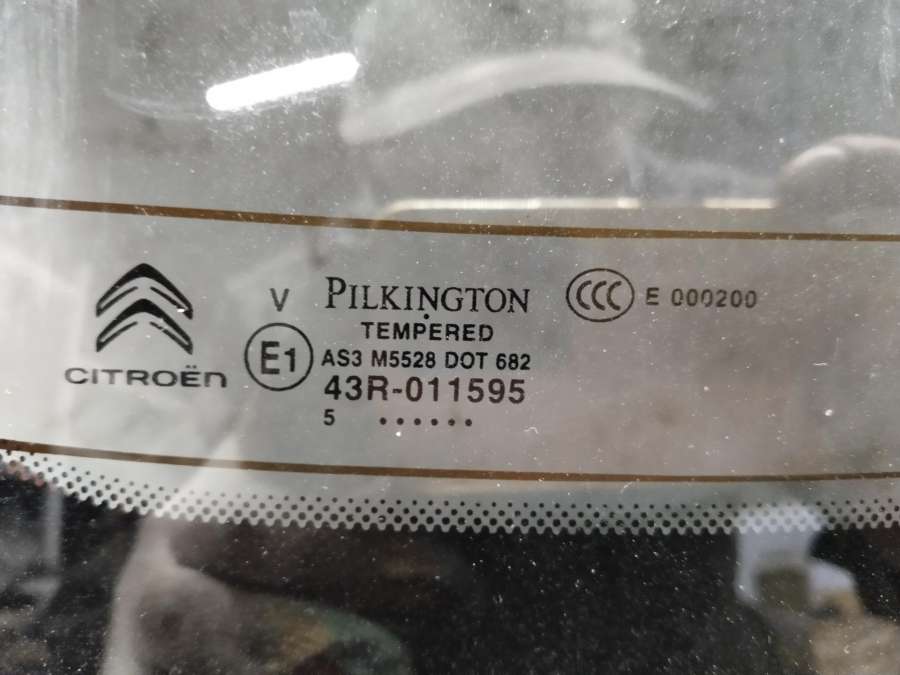 CITROËN
V PILKINGTON
TEMPERED
E1 AS3 M5528 DOT 682
43R-011595
5 ......
CCC E 000200